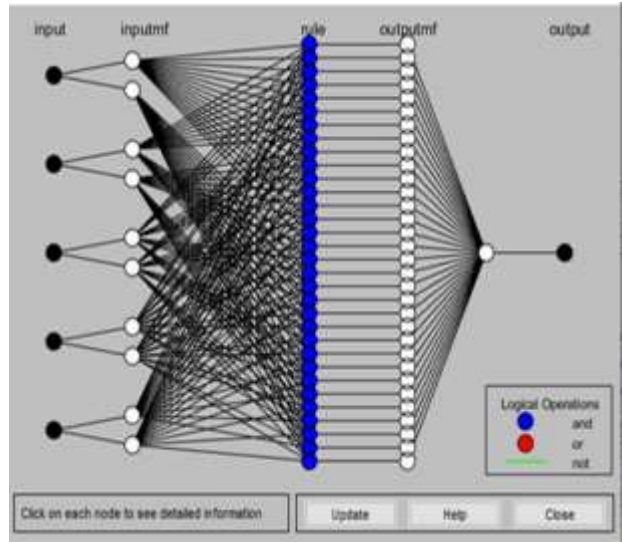 input inputmf rule outputmf output
Logical Operations
and
or
not
Click on each node to see detailed information
Update Help Close